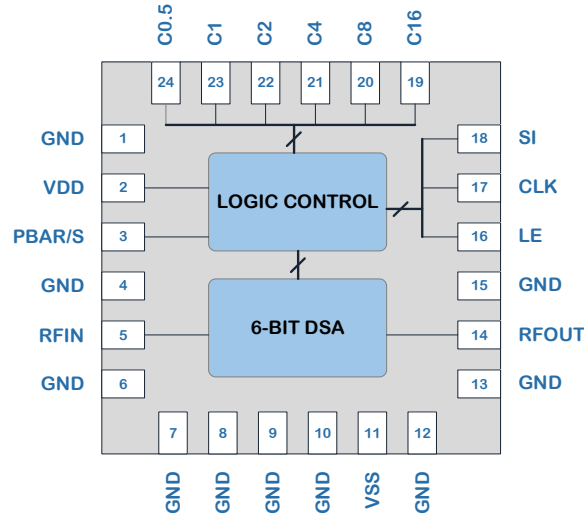 C0.5 C1 C2 C4 C8 C16
24 23 22 21 20 19
GND 1 18 SI
VDD 2 LOGIC CONTROL 17 CLK
PBAR/S 3 16 LE
GND 4 15 GND
RFIN 5 6-BIT DSA 14 RFOUT
GND 6 13 GND
7 8 9 10 11 12
GND GND GND GND VSS GND